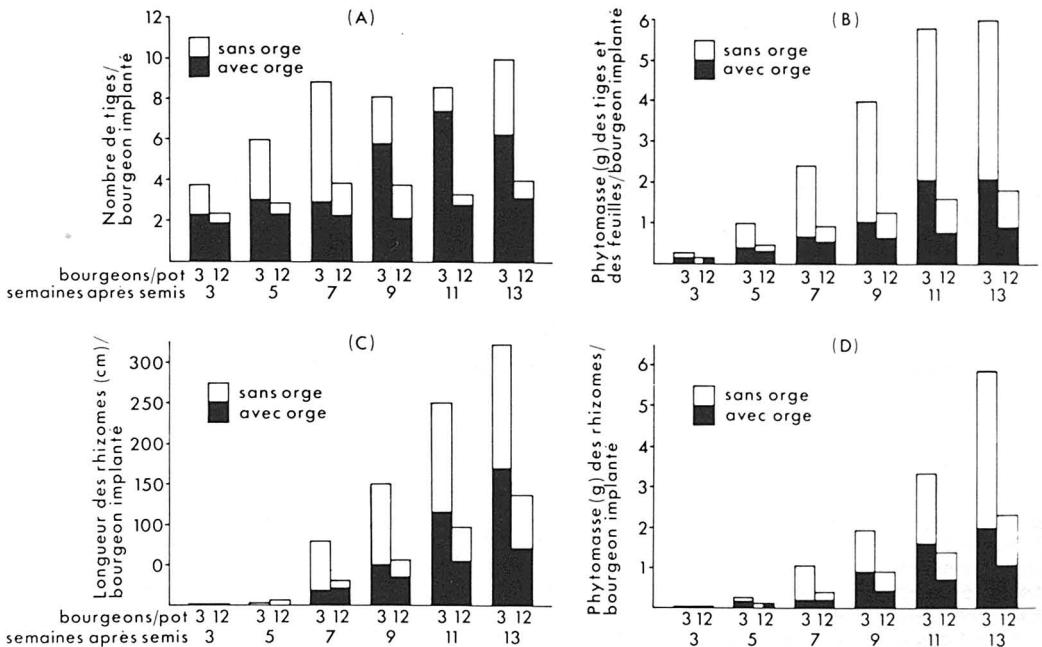 (A)
12
10
8
6
4
2
Nombre de tiges/
bourgeon implanté
sans orge
avec orge
bourgeons/pot 3 12 3 12 3 12 3 12 3 12 3 12
semaines après semis 3 5 7 9 11 13
(B)
6
5
4
3
2
1
Phytomasse (g) des tiges et
des feuilles/bourgeon implanté
sans orge
avec orge
3 12 3 12 3 12 3 12 3 12 3 12
3 5 7 9 11 13
(C)
300
250
200
150
100
0
Longueur des rhizomes (cm)/
bourgeon implanté
sans orge
avec orge
bourgeons/pot 3 12 3 12 3 12 3 12 3 12 3 12
semaines après semis 3 5 7 9 11 13
(D)
6
5
4
3
2
1
Phytomasse (g) des rhizomes/
bourgeon implanté
sans orge
avec orge
3 12 3 12 3 12 3 12 3 12 3 12
3 5 7 9 11 13